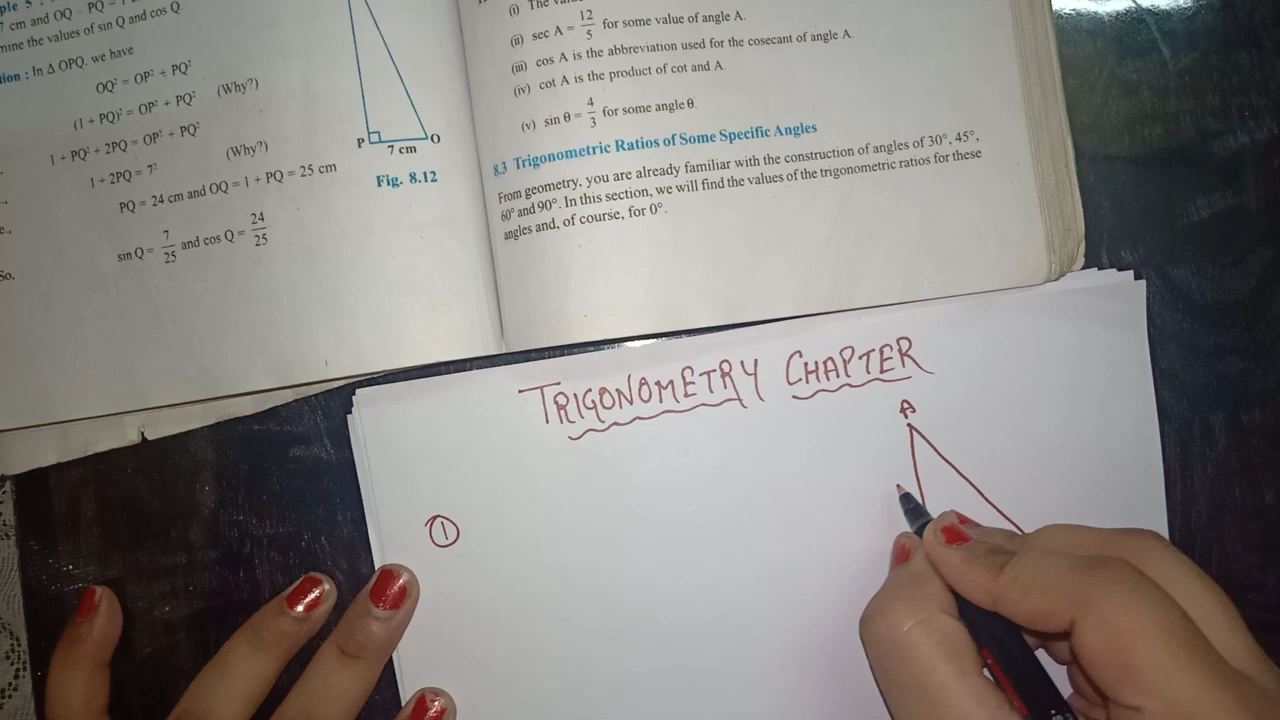 7 cm and OQ – PQ =
mine the values of sin Q and cos Q.
In Δ OPQ, we have
OQ² = OP² + PQ²
(1 + PQ)² = OP² + PQ² (Why?)
1 + PQ² + 2PQ = OP² + PQ²
1 + 2PQ = 7² (Why?)
PQ = 24 cm and OQ = 1 + PQ = 25 cm
sin Q = 7/25 and cos Q = 24/25
So,
P
O
7 cm
Fig. 8.12
(i) The
(ii) sec A = 12/5 for some value of angle A.
(iii) cos A is the abbreviation used for the cosecant of angle A.
(iv) cot A is the product of cot and A.
(v) sin θ = 4/3 for some angle θ.
8.3 Trigonometric Ratios of Some Specific Angles
From geometry, you are already familiar with the construction of angles of 30°, 45°,
60° and 90°. In this section, we will find the values of the trigonometric ratios for these
angles and, of course, for 0°.
TRIGONOMETRY CHAPTER
A
1